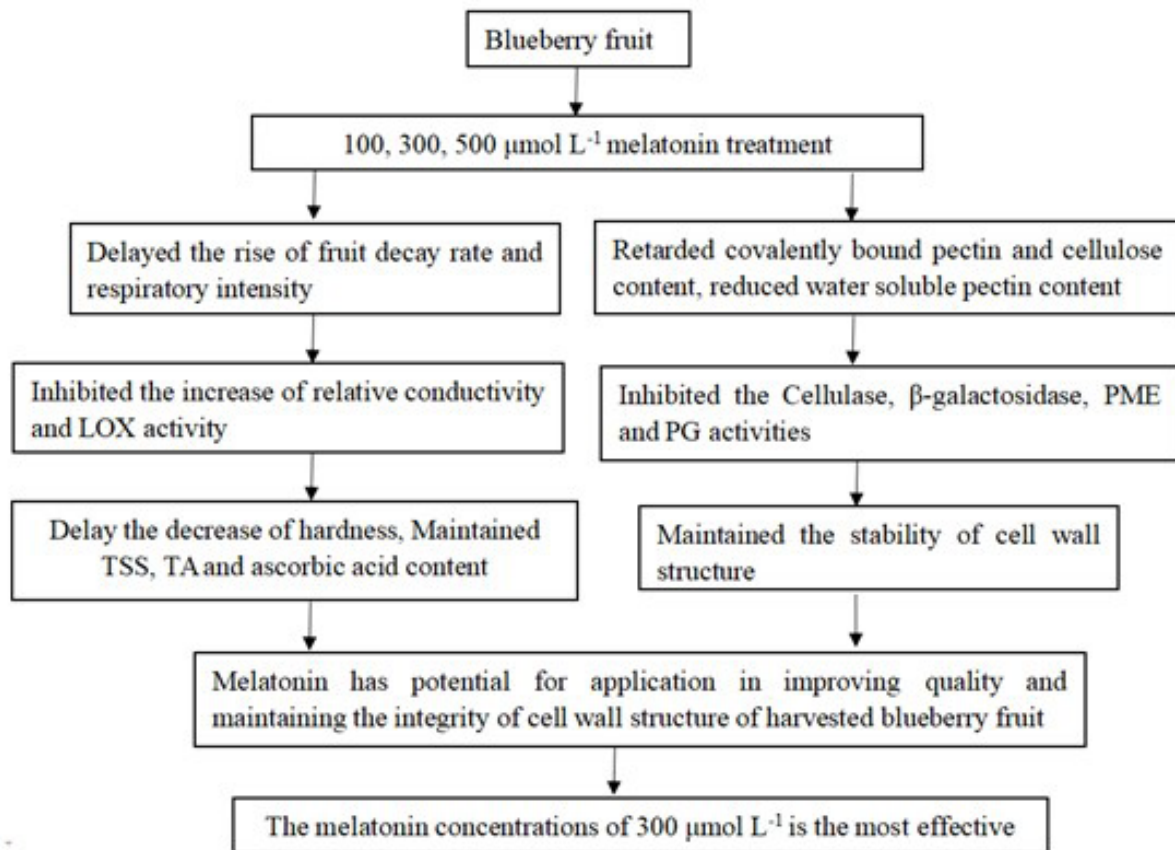 Blueberry fruit
100, 300, 500 μmol L⁻¹ melatonin treatment
Delayed the rise of fruit decay rate and
respiratory intensity
Retarded covalently bound pectin and cellulose
content, reduced water soluble pectin content
Inhibited the increase of relative conductivity
and LOX activity
Inhibited the Cellulase, β-galactosidase, PME
and PG activities
Delay the decrease of hardness, Maintained
TSS, TA and ascorbic acid content
Maintained the stability of cell wall
structure
Melatonin has potential for application in improving quality and
maintaining the integrity of cell wall structure of harvested blueberry fruit
The melatonin concentrations of 300 μmol L⁻¹ is the most effective